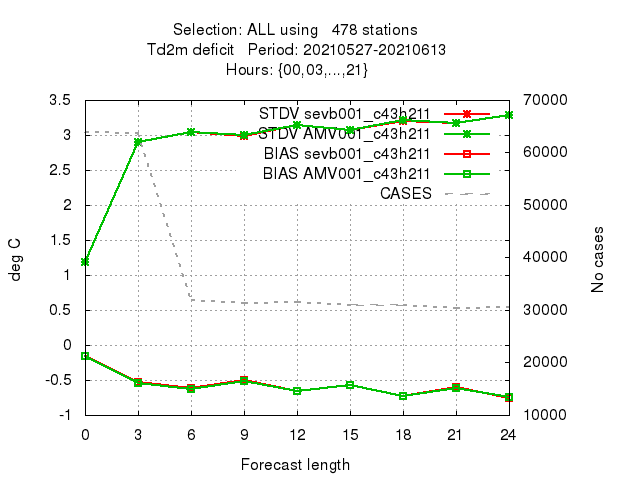 Selection: ALL using 478 stations
Td2m deficit Period: 20210527-20210613
Hours: {00,03,...,21}
3.5
3
2.5
2
1.5
1
0.5
0
-0.5
-1
deg C
STDV sevb001_c43h211
STDV AMV001_c43h211
BIAS sevb001_c43h211
BIAS AMV001_c43h211
CASES
70000
60000
50000
40000
30000
20000
10000
No cases
0 3 6 9 12 15 18 21 24
Forecast length